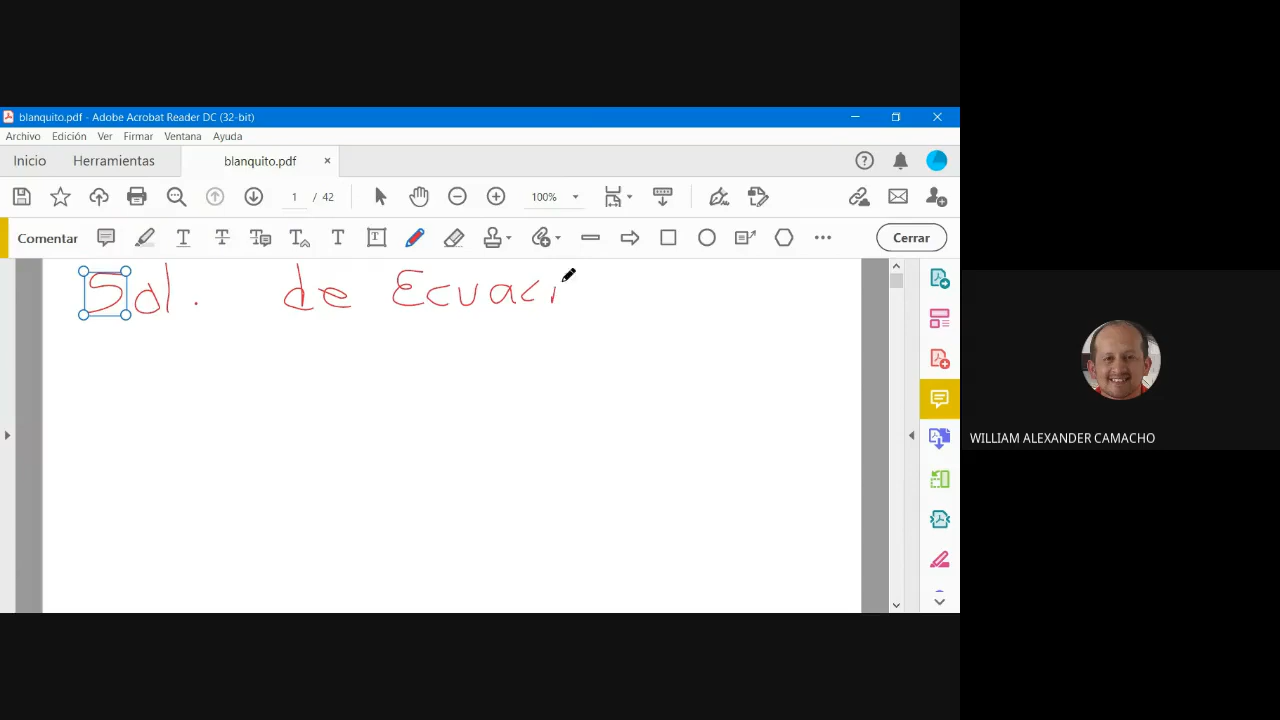 blanquito.pdf - Adobe Acrobat Reader DC (32-bit)
Archivo Edición Ver Firmar Ventana Ayuda
Inicio Herramientas blanquito.pdf ×
1 / 42 100%
Comentar Cerrar
Sol. de Ecuaci
WILLIAM ALEXANDER CAMACHO